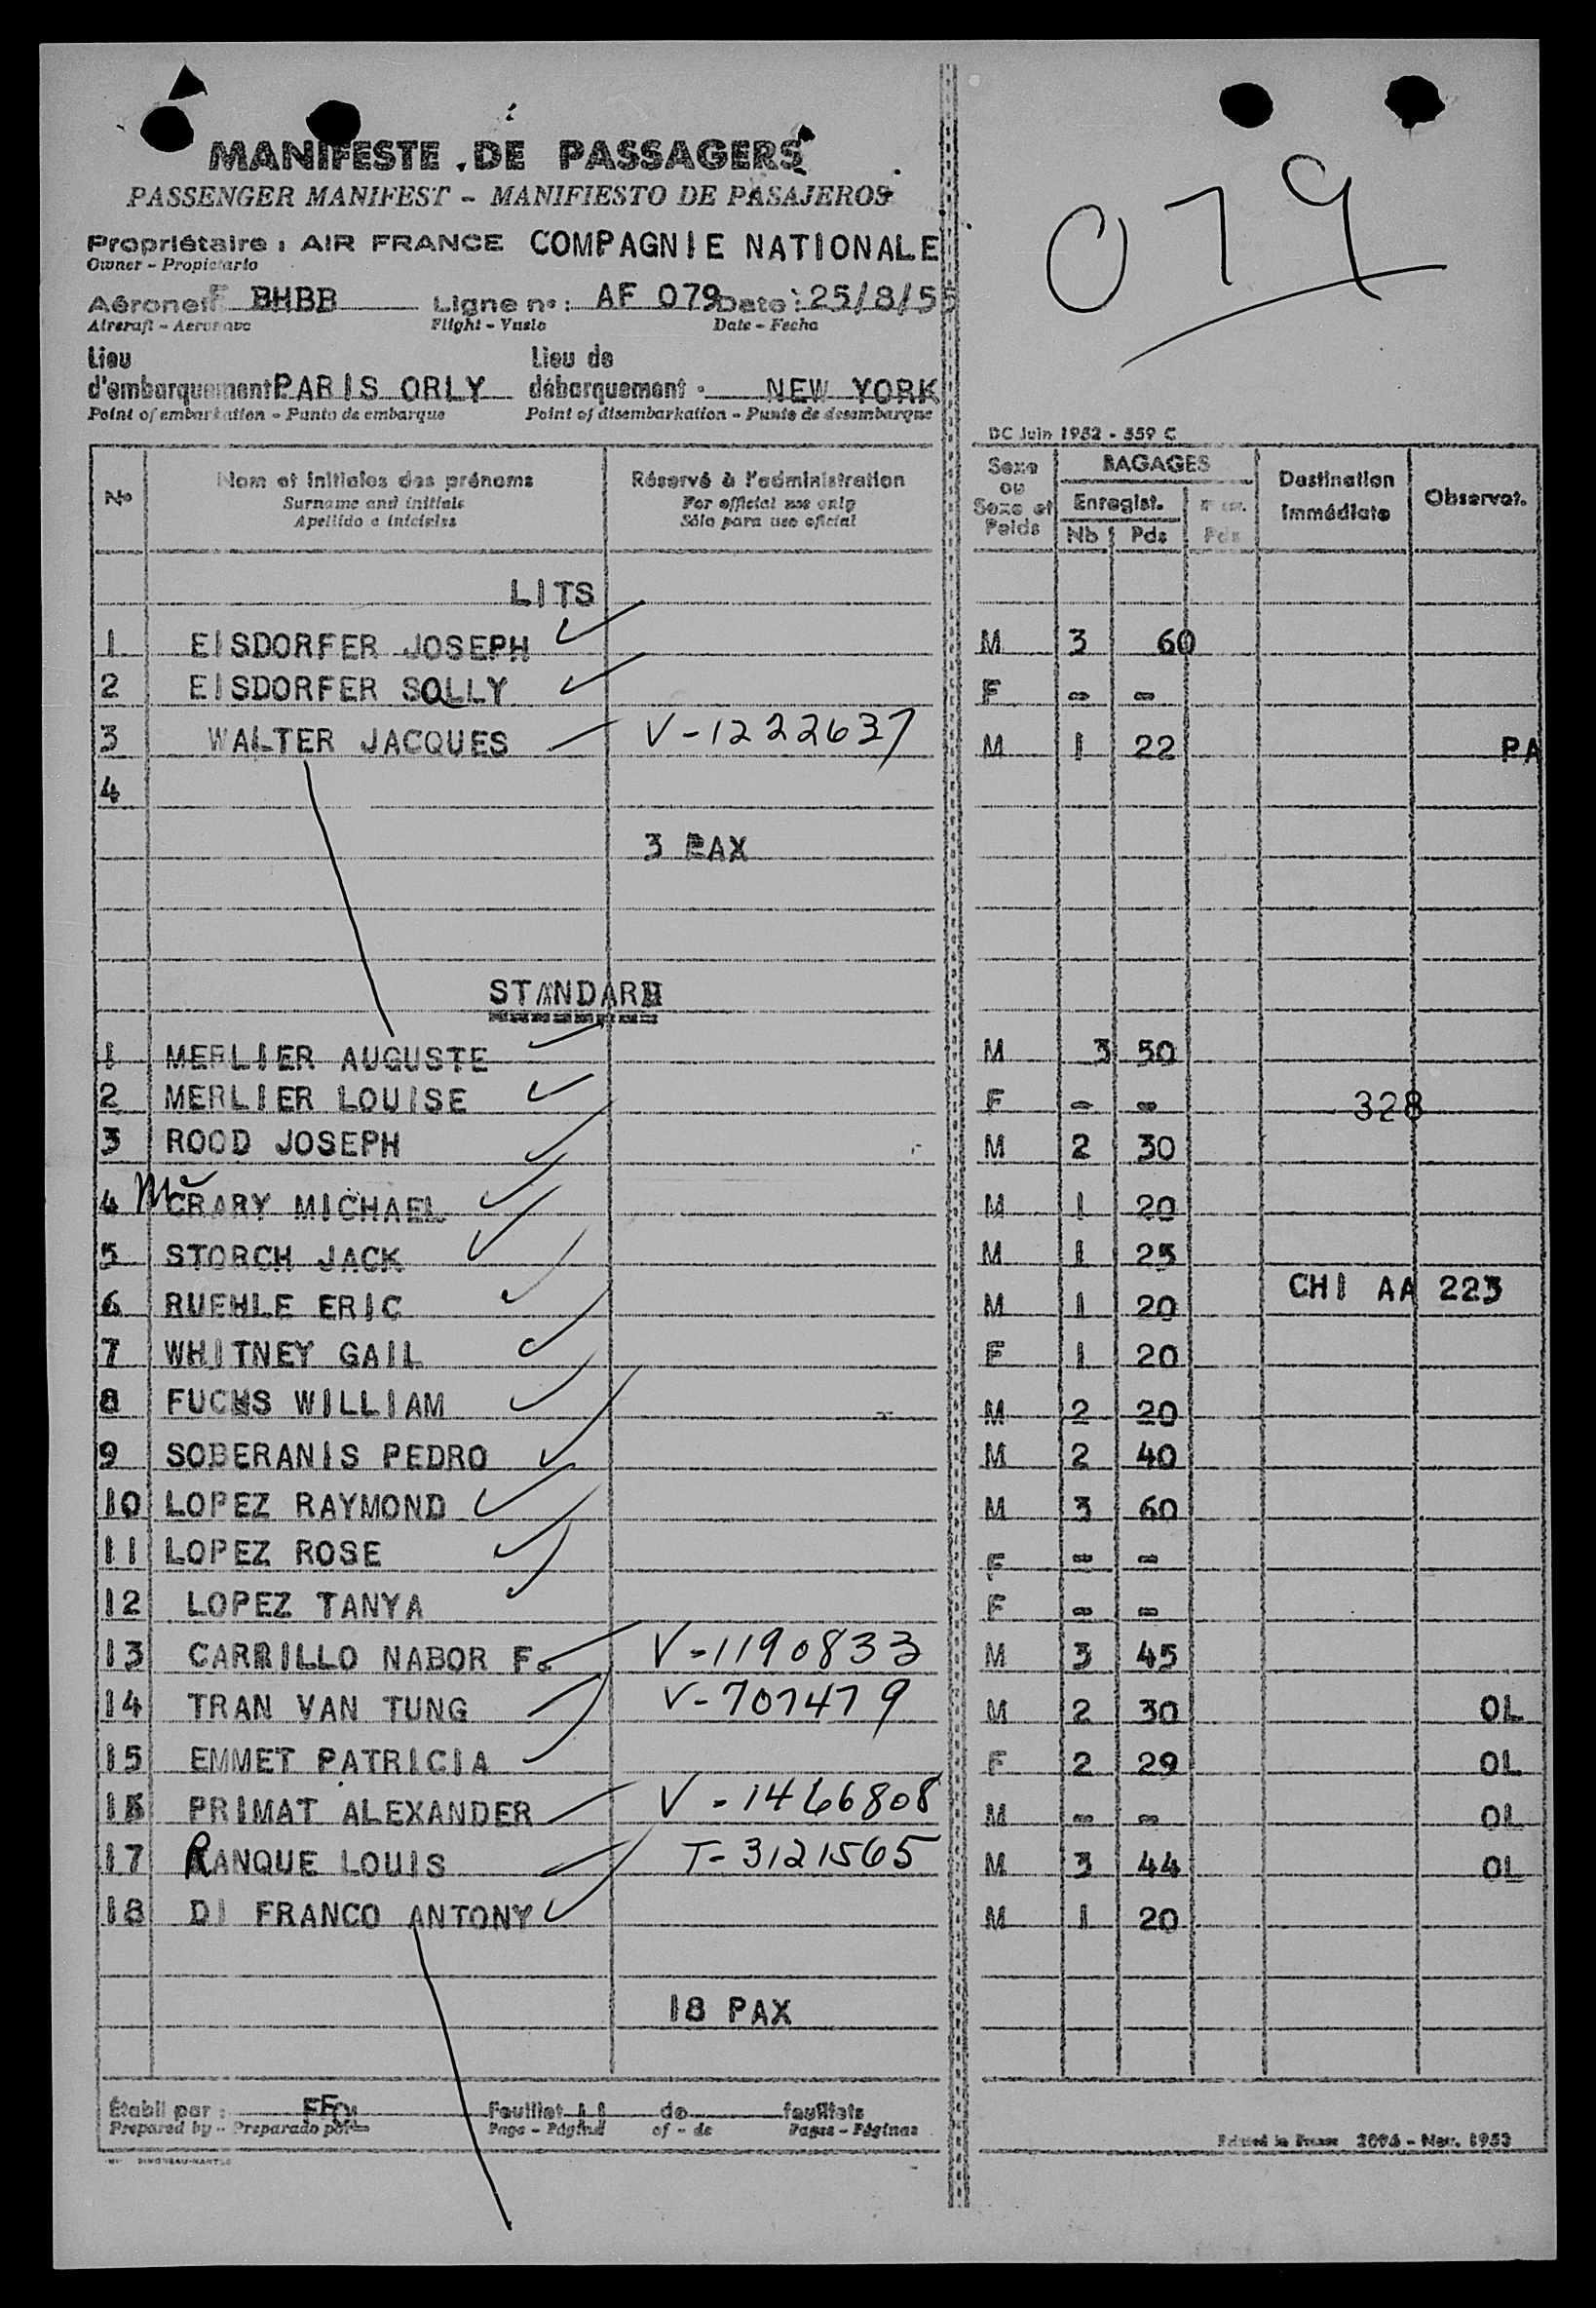 MANIFESTE DE PASSAGERS
PASSENGER MANIFEST - MANIFIESTO DE PASAJEROS
079
Propriétaire : AIR FRANCE COMPAGNIE NATIONALE
Owner - Propietario
Aéronef F BHBB Ligne nº : AF 079 Date : 25/8/55
Aircraft - Aeronave Flight - Vuelo Date - Fecha
Lieu d'embarquement PARIS ORLY Lieu de débarquement : NEW YORK
Point of embarkation - Punto de embarque Point of disembarkation - Punto de desembarque
DC Juin 1952 - 559 C
Nº Nom et initiales des prénoms Réservé à l'administration Sexe ou Sexe et Poids BAGAGES Destination immédiate Observat.
Surname and initials For official use only Enregist. Pds
Apellido e iniciales Sólo para uso oficial Nb Pds
LITS
1 EISDORFER JOSEPH M 3 60
2 EISDORFER SOLLY F - -
3 WALTER JACQUES V-1222637 M 1 22 PA
4
3 PAX
STANDARD
1 MERLIER AUGUSTE M 3 50
2 MERLIER LOUISE F - - 328
3 ROOD JOSEPH M 2 30
4 Mc CRARY MICHAEL M 1 20
5 STORCH JACK M 1 25
6 RUEHLE ERIC M 1 20 CHI AA 223
7 WHITNEY GAIL F 1 20
8 FUCHS WILLIAM M 2 20
9 SOBERANIS PEDRO M 2 40
10 LOPEZ RAYMOND M 3 60
11 LOPEZ ROSE F - -
12 LOPEZ TANYA F - -
13 CARRILLO NABOR F. V-1190833 M 3 45
14 TRAN VAN TUNG V-707479 M 2 30 OL
15 EMMET PATRICIA F 2 29 OL
16 PRIMAT ALEXANDER V-1466808 M - - OL
17 RANQUE LOUIS T-3121565 M 3 44 OL
18 DI FRANCO ANTONY M 1 20
18 PAX
Établi par : Feuillet de feuillets
Prepared by - Preparado por Page - Página of - de Pages - Páginas
Printed in France 2096 - Nov. 1953